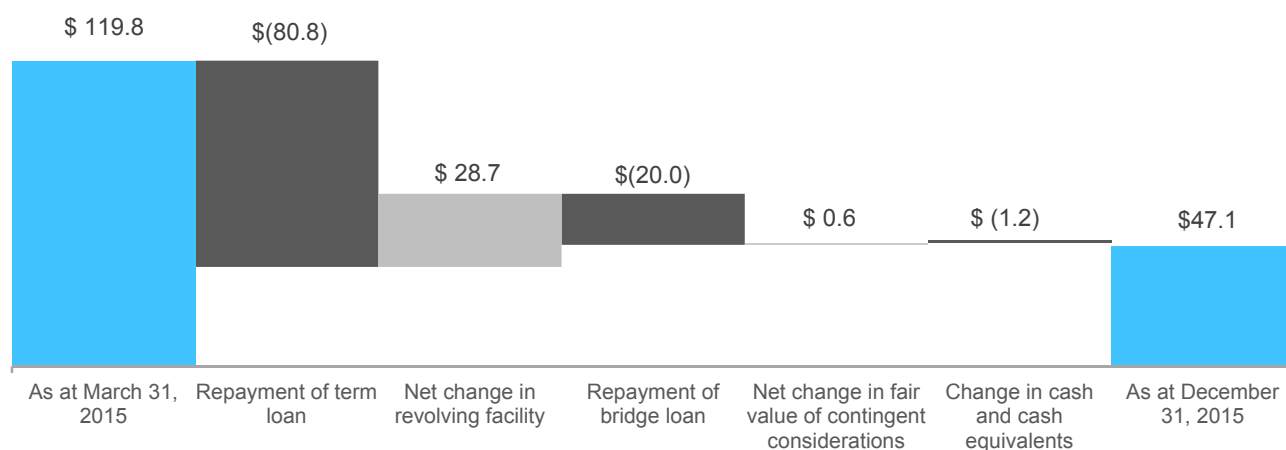 $ 119.8
$(80.8)
$ 28.7
$(20.0)
$ 0.6
$ (1.2)
$47.1
As at March 31,
2015
Repayment of term
loan
Net change in
revolving facility
Repayment of
bridge loan
Net change in fair
value of contingent
considerations
Change in cash
and cash
equivalents
As at December
31, 2015